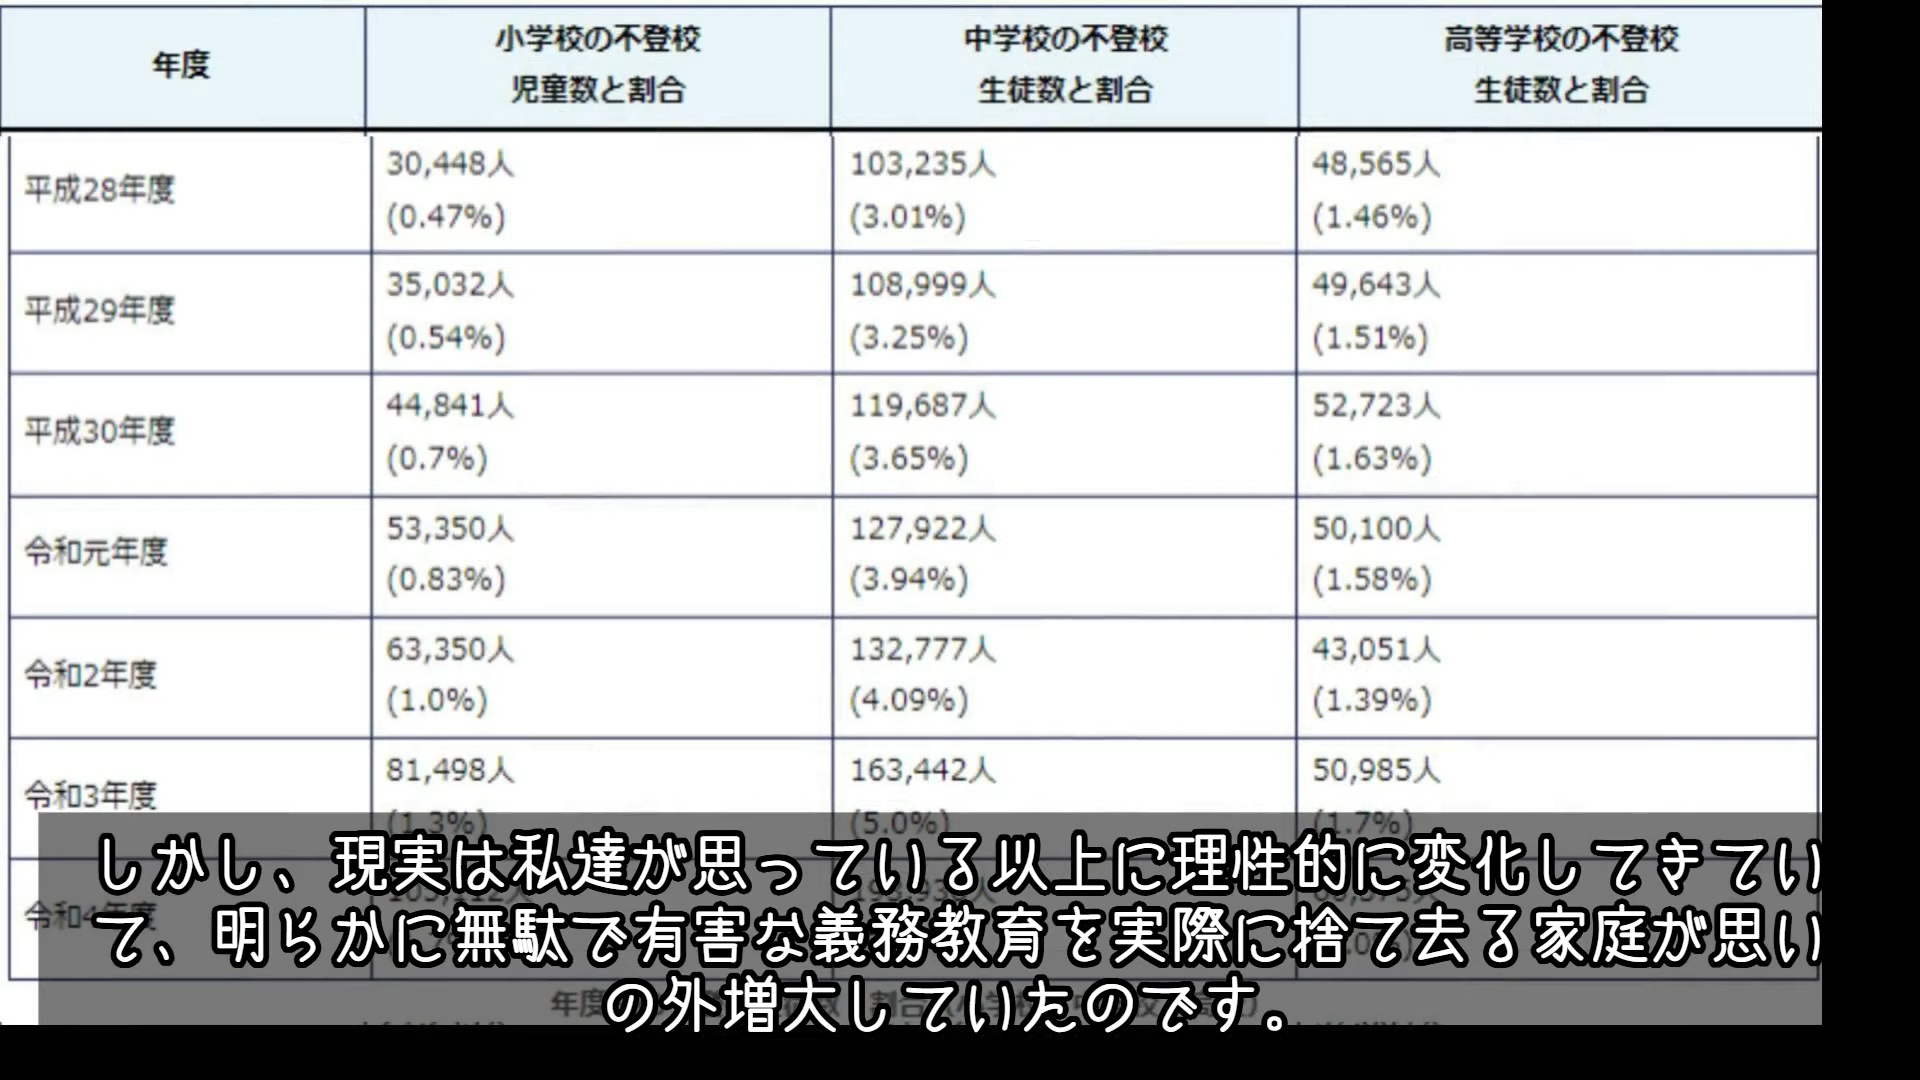 年度
小学校の不登校
児童数と割合
中学校の不登校
生徒数と割合
高等学校の不登校
生徒数と割合
平成28年度
30,448人
(0.47%)
103,235人
(3.01%)
48,565人
(1.46%)
平成29年度
35,032人
(0.54%)
108,999人
(3.25%)
49,643人
(1.51%)
平成30年度
44,841人
(0.7%)
119,687人
(3.65%)
52,723人
(1.63%)
令和元年度
53,350人
(0.83%)
127,922人
(3.94%)
50,100人
(1.58%)
令和2年度
63,350人
(1.0%)
132,777人
(4.09%)
43,051人
(1.39%)
令和3年度
81,498人
(1.3%)
163,442人
(5.0%)
50,985人
(1.7%)
令和4年度
しかし、現実は私達が思っている以上に理性的に変化してきてい
て、明らかに無駄で有害な義務教育を実際に捨て去る家庭が思い
の外増大していたのです。